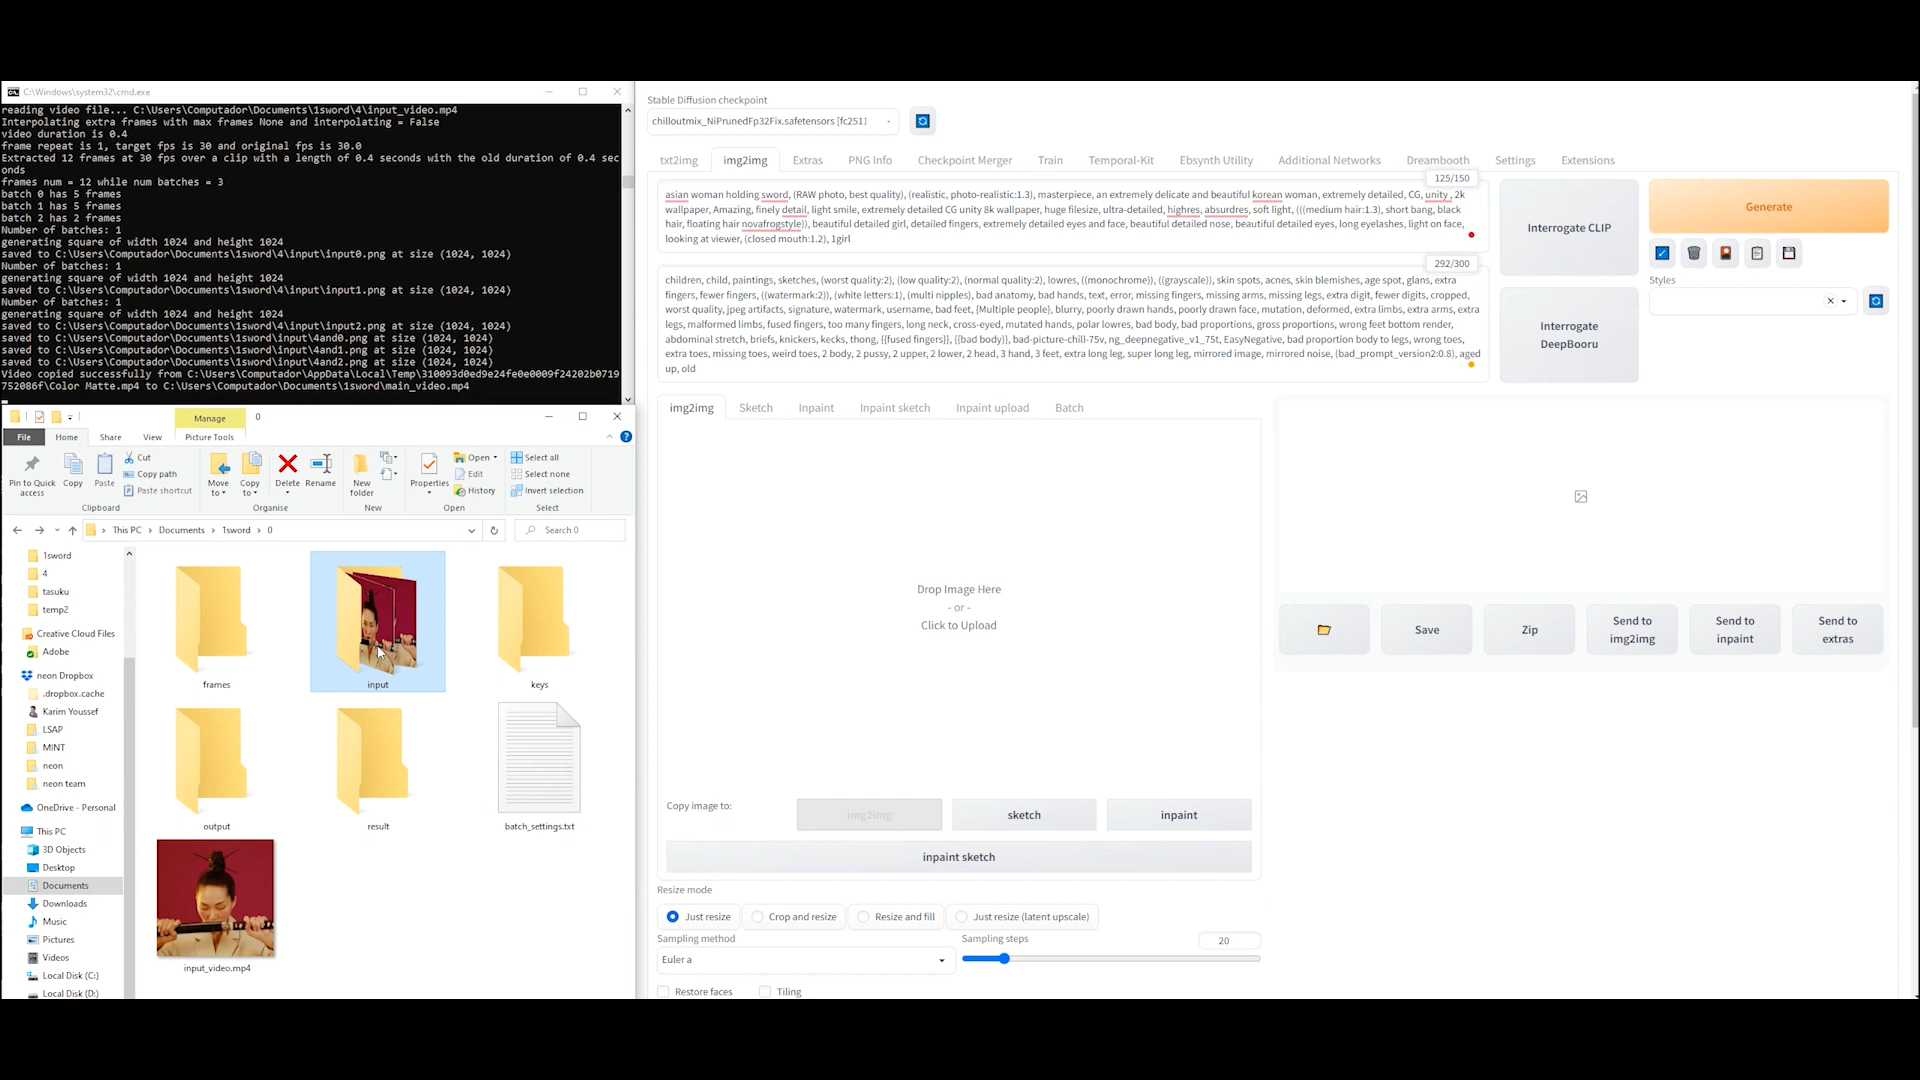 C:\Windows\system32\cmd.exe
reading video file... C:\Users\Computador\Documents\1sword\4\input_video.mp4
Interpolating extra frames with max frames None and interpolating = False
video duration is 0.4
frame repeat is 1, target fps is 30 and original fps is 30.0
Extracted 12 frames at 30 fps over a clip with a length of 0.4 seconds with the old duration of 0.4 sec
onds
frames num = 12 while num batches = 3
batch 0 has 5 frames
batch 1 has 5 frames
batch 2 has 2 frames
Number of batches: 1
generating square of width 1024 and height 1024
saved to C:\Users\Computador\Documents\1sword\4\input\input0.png at size (1024, 1024)
Number of batches: 1
generating square of width 1024 and height 1024
saved to C:\Users\Computador\Documents\1sword\4\input\input1.png at size (1024, 1024)
Number of batches: 1
generating square of width 1024 and height 1024
saved to C:\Users\Computador\Documents\1sword\4\input\input2.png at size (1024, 1024)
saved to C:\Users\Computador\Documents\1sword\input\4and0.png at size (1024, 1024)
saved to C:\Users\Computador\Documents\1sword\input\4and1.png at size (1024, 1024)
saved to C:\Users\Computador\Documents\1sword\input\4and2.png at size (1024, 1024)
Video copied successfully from C:\Users\Computador\AppData\Local\Temp\310093d0ed9e24fe0e0009f24202b0719
752086f\Color Matte.mp4 to C:\Users\Computador\Documents\1sword\main_video.mp4
Manage
0
File
Home
Share
View
Picture Tools
Pin to Quick
access
Copy
Paste
Cut
Copy path
Paste shortcut
Move
to
Copy
to
Delete
Rename
New
folder
Properties
Open
Edit
History
Select all
Select none
Invert selection
Clipboard
Organise
New
Open
Select
This PC > Documents > 1sword > 0
Search 0
1sword
4
tasuku
temp2
Creative Cloud Files
Adobe
neon Dropbox
.dropbox.cache
Karim Youssef
LSAP
MINT
neon
neon team
OneDrive - Personal
This PC
3D Objects
Desktop
Documents
Downloads
Music
Pictures
Videos
Local Disk (C:)
Local Disk (D:)
frames
input
keys
output
result
batch_settings.txt
input_video.mp4
Stable Diffusion checkpoint
chilloutmix_NiPrunedFp32Fix.safetensors [fc2511
txt2img
img2img
Extras
PNG Info
Checkpoint Merger
Train
Temporal-Kit
Ebsynth Utility
Additional Networks
Dreambooth
Settings
Extensions
125/150
asian woman holding sword, (RAW photo, best quality), (realistic, photo-realistic:1.3), masterpiece, an extremely delicate and beautiful korean woman, extremely detailed, CG, unity , 2k
wallpaper, Amazing, finely detail, light smile, extremely detailed CG unity 8k wallpaper, huge filesize, ultra-detailed, highres, absurdres, soft light, (((medium hair:1.3), short bang, black
hair, floating hair novafrogstyle)), beautiful detailed girl, detailed fingers, extremely detailed eyes and face, beautiful detailed nose, beautiful detailed eyes, long eyelashes, light on face,
looking at viewer, (closed mouth:1.2), 1girl
292/300
children, child, paintings, sketches, (worst quality:2), (low quality:2), (normal quality:2), lowres, ((monochrome)), ((grayscale)), skin spots, acnes, skin blemishes, age spot, glans, extra
fingers, fewer fingers, ((watermark:2)), (white letters:1), (multi nipples), bad anatomy, bad hands, text, error, missing fingers, missing arms, missing legs, extra digit, fewer digits, cropped,
worst quality, jpeg artifacts, signature, watermark, username, bad feet, {Multiple people}, blurry, poorly drawn hands, poorly drawn face, mutation, deformed, extra limbs, extra arms, extra
legs, malformed limbs, fused fingers, too many fingers, long neck, cross-eyed, mutated hands, polar lowres, bad body, bad proportions, gross proportions, wrong feet bottom render,
abdominal stretch, briefs, knickers, kecks, thong, {{fused fingers}}, {{bad body}}, bad-picture-chill-75v, ng_deepnegative_v1_75t, EasyNegative, bad proportion body to legs, wrong toes,
extra toes, missing toes, weird toes, 2 body, 2 pussy, 2 upper, 2 lower, 2 head, 3 hand, 3 feet, extra long leg, super long leg, mirrored image, mirrored noise, (bad_prompt_version2:0.8), aged
up, old
Interrogate CLIP
Interrogate
DeepBooru
Generate
Styles
img2img
Sketch
Inpaint
Inpaint sketch
Inpaint upload
Batch
Drop Image Here
- or -
Click to Upload
Save
Zip
Send to
img2img
Send to
inpaint
Send to
extras
Copy image to:
img2img
sketch
inpaint
inpaint sketch
Resize mode
Just resize
Crop and resize
Resize and fill
Just resize (latent upscale)
Sampling method
Euler a
Sampling steps
20
Restore faces
Tiling